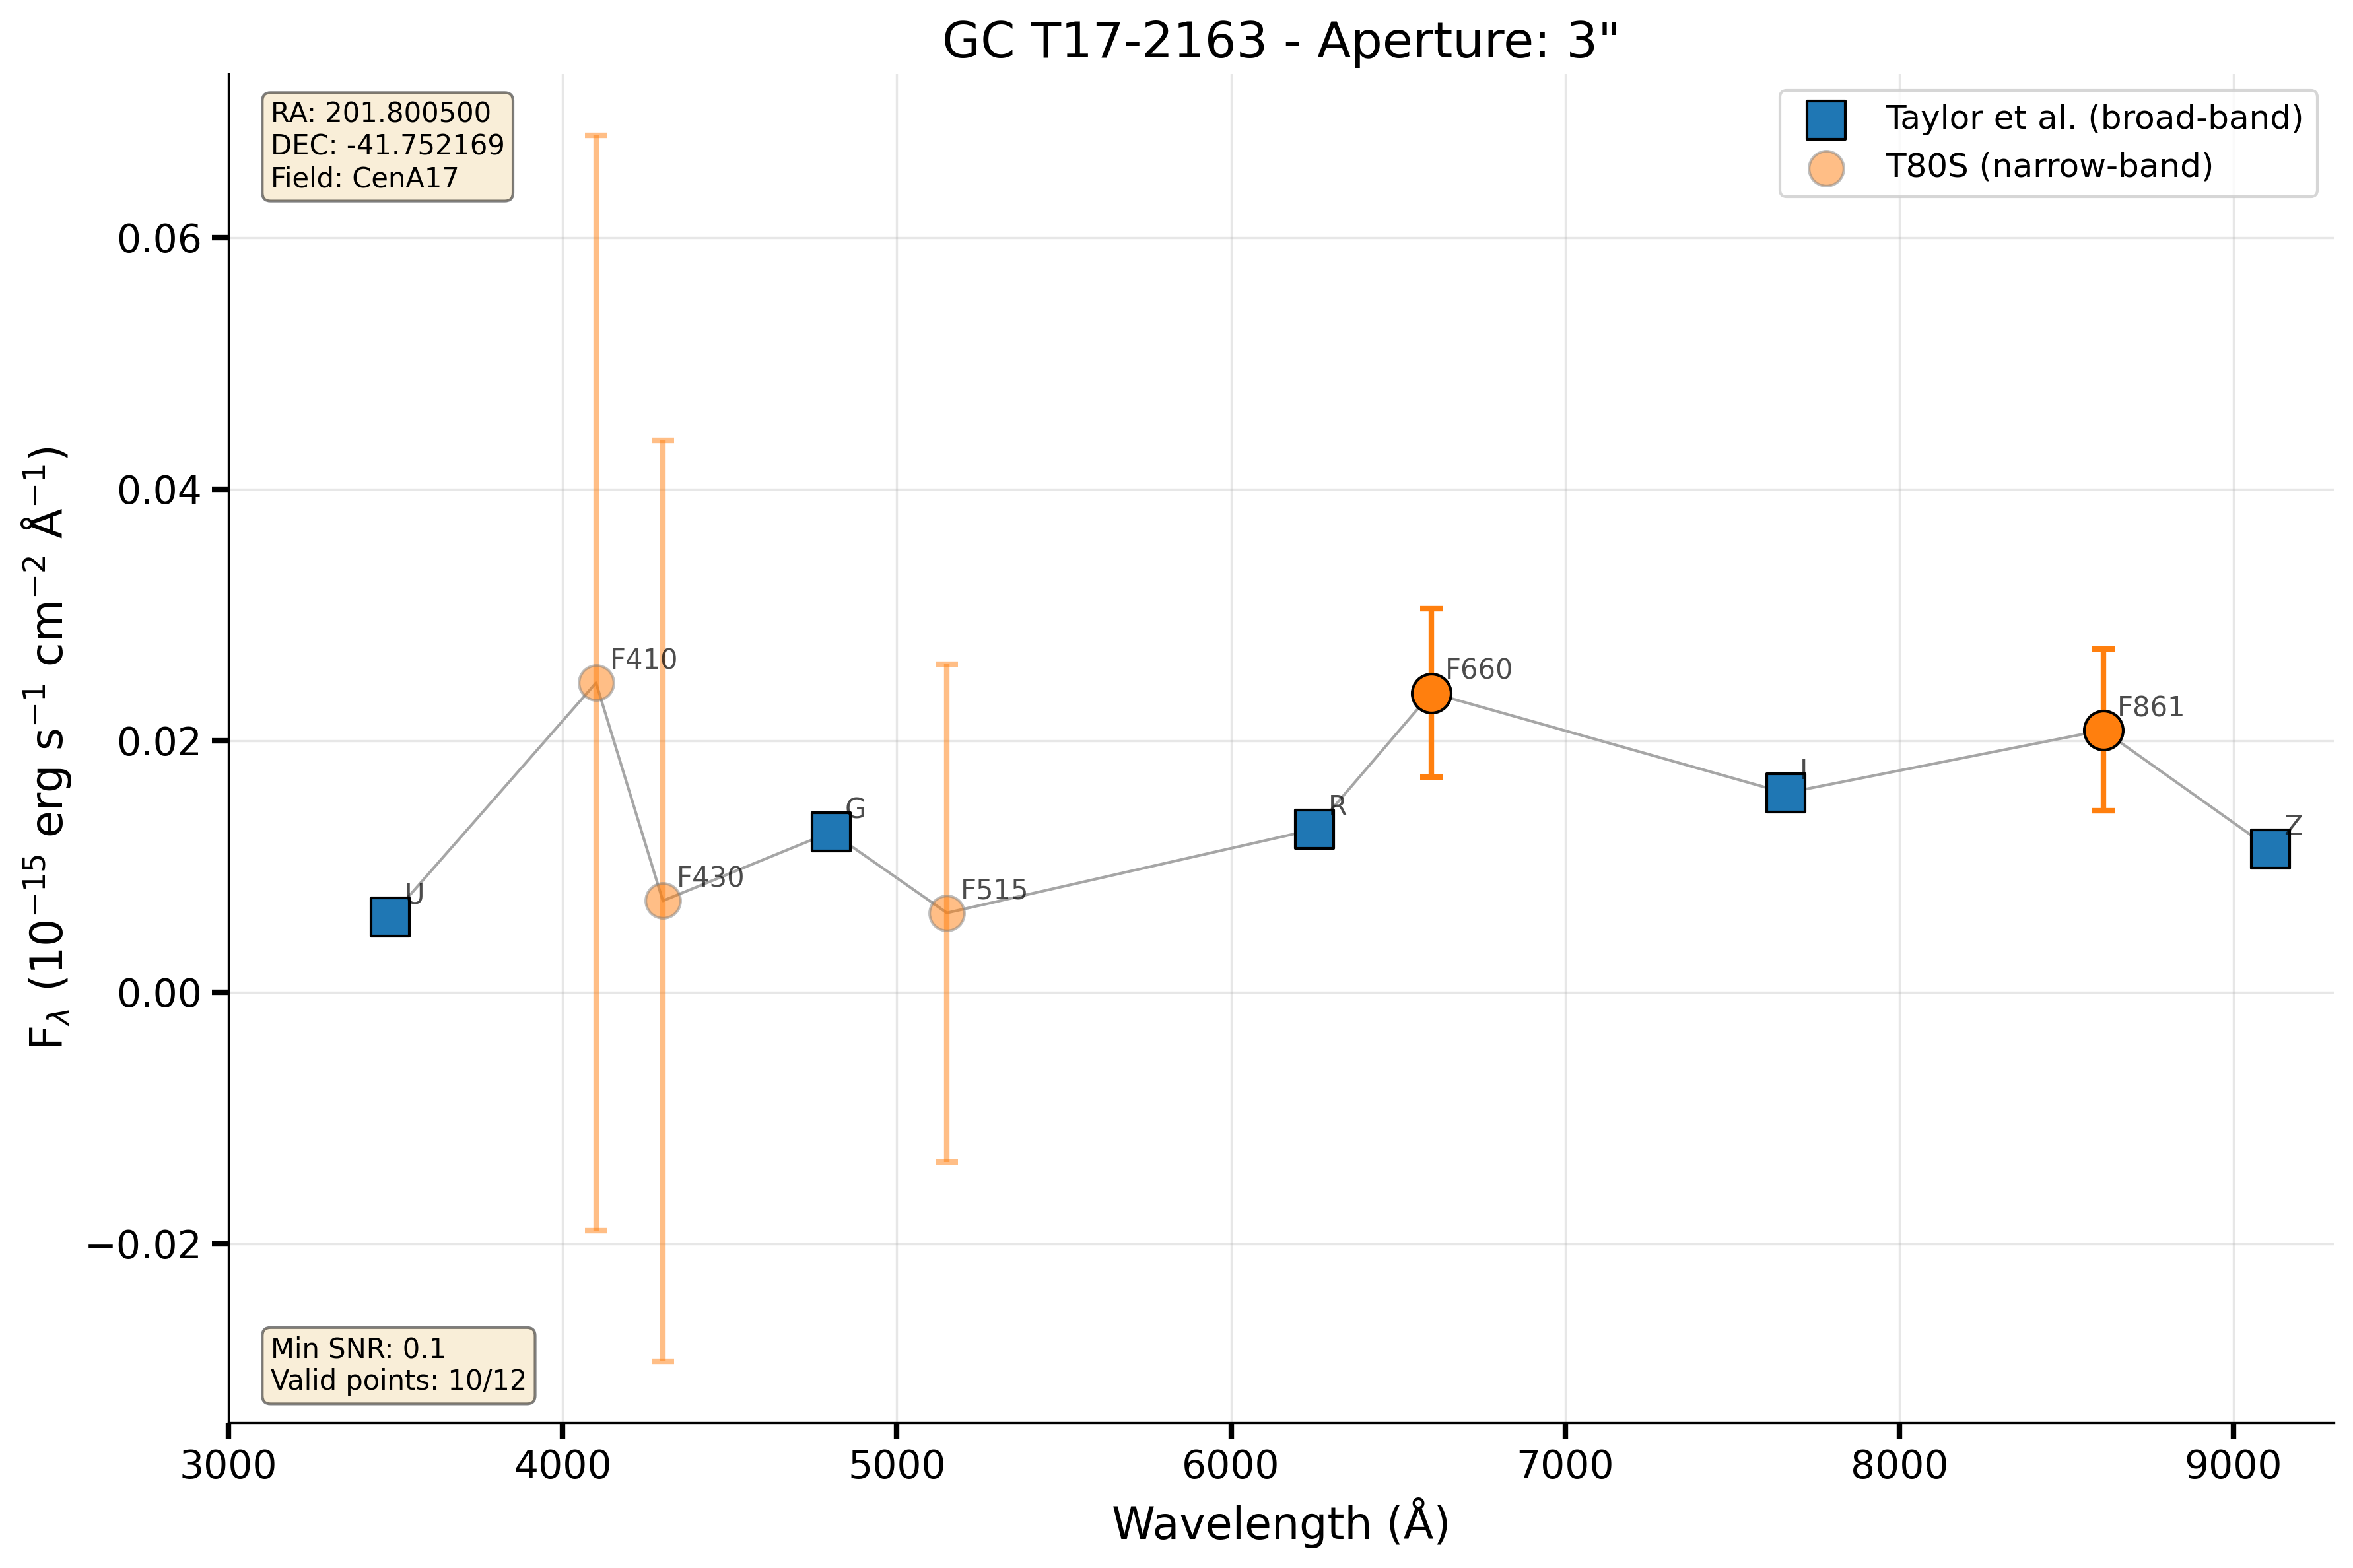 GC T17-2163 - Aperture: 3"
RA: 201.800500
DEC: -41.752169
Field: CenA17
Taylor et al. (broad-band)
T80S (narrow-band)
F_λ (10⁻¹⁵ erg s⁻¹ cm⁻² Å⁻¹)
0.06
0.04
0.02
0.00
−0.02
U
F410
F430
G
F515
R
F660
I
F861
Z
Min SNR: 0.1
Valid points: 10/12
3000 4000 5000 6000 7000 8000 9000
Wavelength (Å)